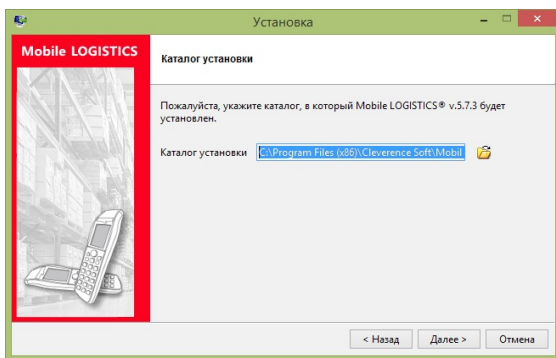 Установка
Mobile LOGISTICS
Каталог установки
Пожалуйста, укажите каталог, в который Mobile LOGISTICS® v.5.7.3 будет
установлен.
Каталог установки C:\Program Files (x86)\Cleverence Soft\Mobil
< Назад Далее > Отмена